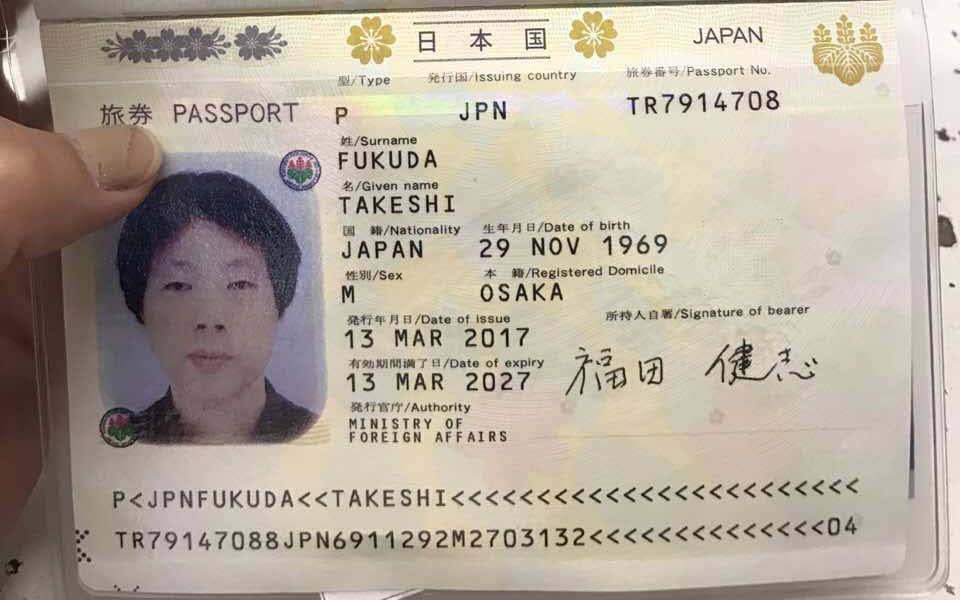 日本国
JAPAN
型/Type 発行国/Issuing country 旅券番号/Passport No.
旅券 PASSPORT P JPN TR7914708
姓/Surname
FUKUDA
名/Given name
TAKESHI
国 籍/Nationality 生年月日/Date of birth
JAPAN 29 NOV 1969
性別/Sex 本 籍/Registered Domicile
M OSAKA
発行年月日/Date of issue 所持人自署/Signature of bearer
13 MAR 2017
有効期間満了日/Date of expiry
13 MAR 2027
福田 健志
発行官庁/Authority
MINISTRY OF
FOREIGN AFFAIRS
P<JPNFUKUDA<<TAKESHI<<<<<<<<<<<<<<<<<<<<<<<<
TR79147088JPN6911292M2703132<<<<<<<<<<<<<<04